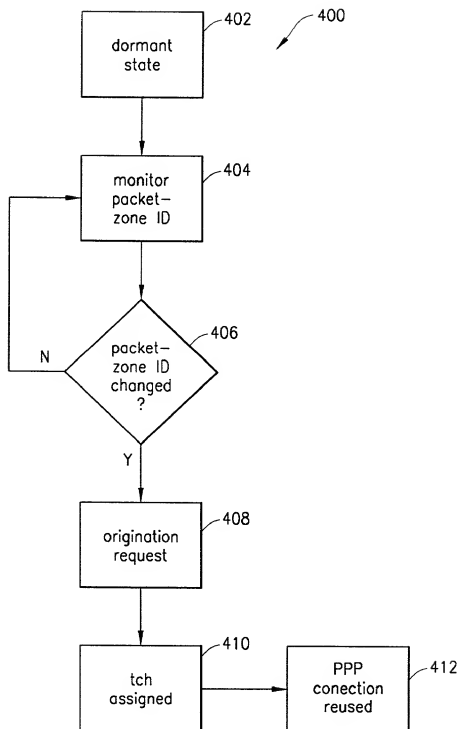 402
400
dormant
state
404
monitor
packet-
zone ID
406
packet-
zone ID
changed
?
N
Y
408
origination
request
410
tch
assigned
412
PPP
conection
reused